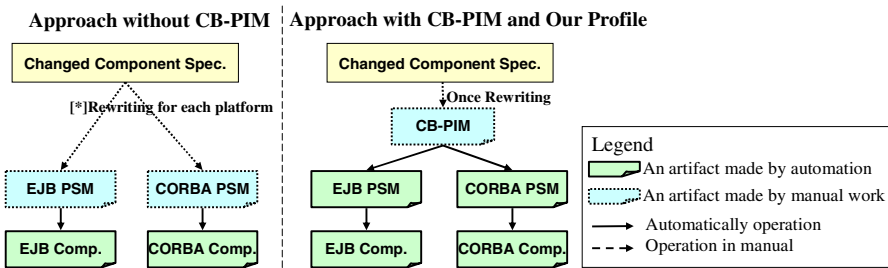 Approach without CB-PIM
Changed Component Spec.
[*]Rewriting for each platform
EJB PSM
CORBA PSM
EJB Comp.
CORBA Comp.
Approach with CB-PIM and Our Profile
Changed Component Spec.
Once Rewriting
CB-PIM
EJB PSM
CORBA PSM
EJB Comp.
CORBA Comp.
Legend
An artifact made by automation
An artifact made by manual work
Automatically operation
Operation in manual